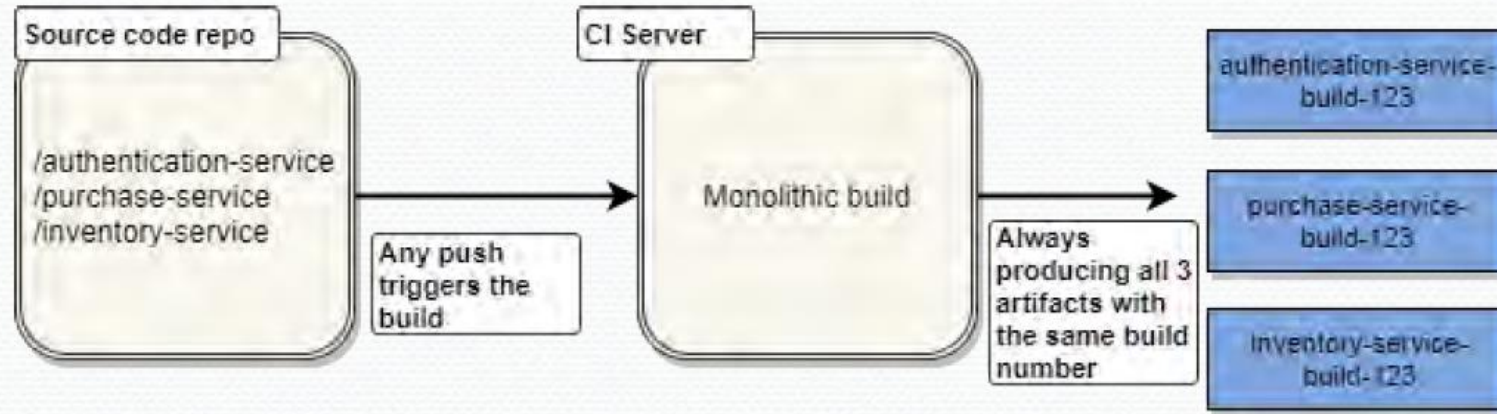 Source code repo
/authentication-service
/purchase-service
/inventory-service
Any push
triggers the
build
CI Server
Monolithic build
Always
producing all 3
artifacts with
the same build
number
authentication-service-
build-123
purchase-service-
build-123
inventory-service-
build-123